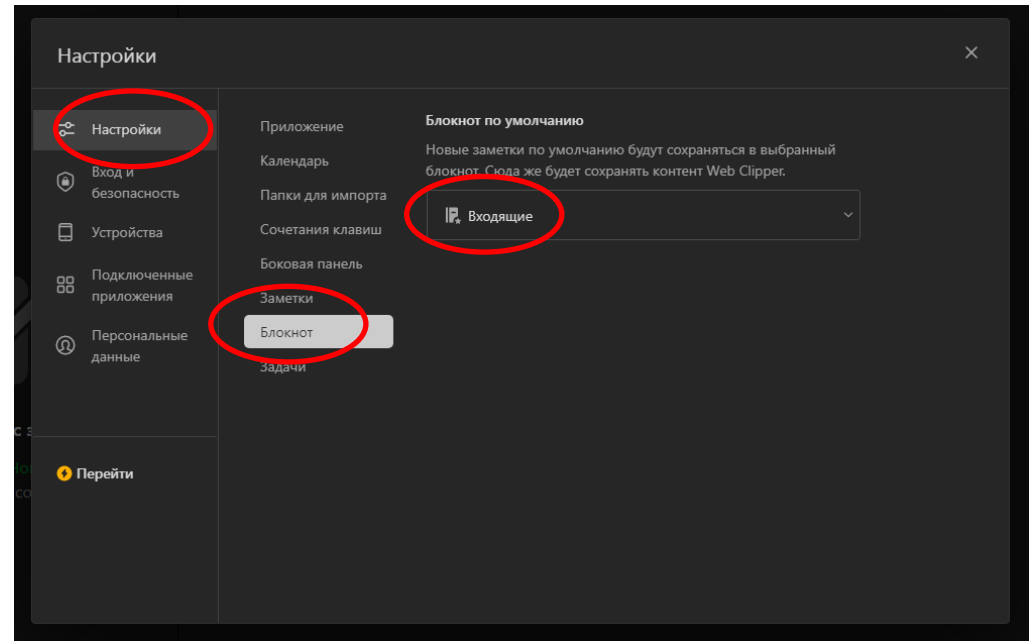 Настройки
Настройки
Вход и
безопасность
Устройства
Подключенные
приложения
Персональные
данные
Перейти
Приложение
Календарь
Папки для импорта
Сочетания клавиш
Боковая панель
Заметки
Блокнот
Задачи
Блокнот по умолчанию
Новые заметки по умолчанию будут сохраняться в выбранный
блокнот. Сюда же будет сохранять контент Web Clipper.
Входящие